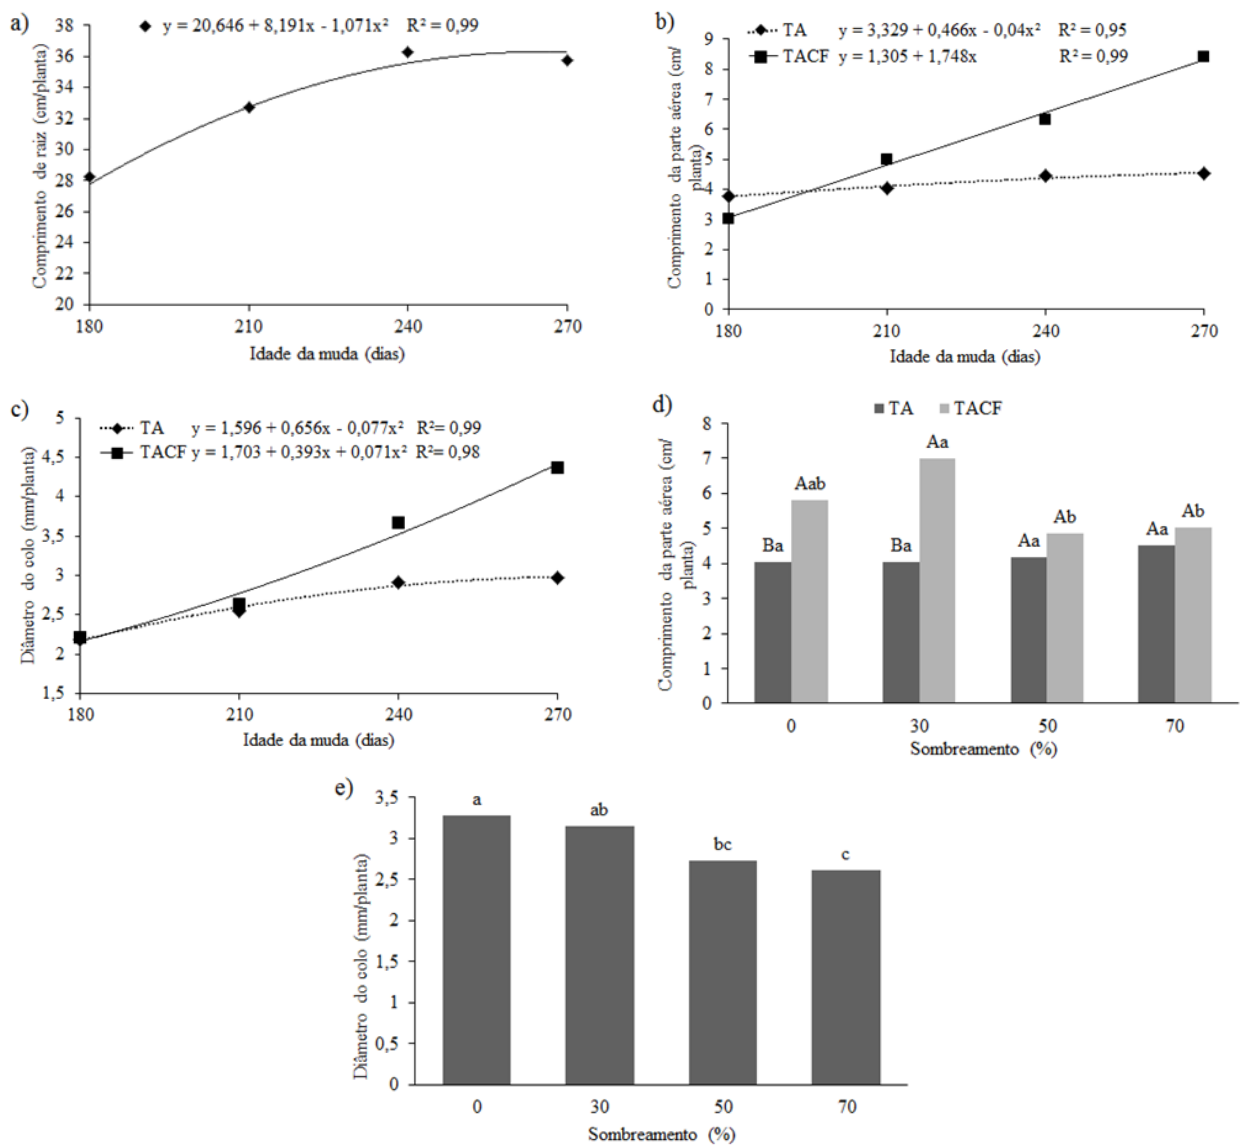 a)
y = 20,646 + 8,191x - 1,071x² R² = 0,99
Comprimento de raiz (cm/planta)
38
36
34
32
30
28
26
24
22
20
180 210 240 270
Idade da muda (dias)
b)
TA y = 3,329 + 0,466x - 0,04x² R² = 0,95
TACF y = 1,305 + 1,748x R² = 0,99
Comprimento da parte aérea (cm/
planta)
9
8
7
6
5
4
3
2
1
0
180 210 240 270
Idade da muda (dias)
c)
TA y = 1,596 + 0,656x - 0,077x² R²= 0,99
TACF y = 1,703 + 0,393x + 0,071x² R²= 0,98
Diâmetro do colo (mm/planta)
5
4,5
4
3,5
3
2,5
2
1,5
180 210 240 270
Idade da muda (dias)
d)
TA TACF
Comprimento da parte aérea (cm/
planta)
8
7
6
5
4
3
2
1
0
Ba Aab Ba Aa Aa Ab Aa Ab
0 30 50 70
Sombreamento (%)
e)
Diâmetro do colo (mm/planta)
3,5
3
2,5
2
1,5
1
0,5
0
a ab bc c
0 30 50 70
Sombreamento (%)